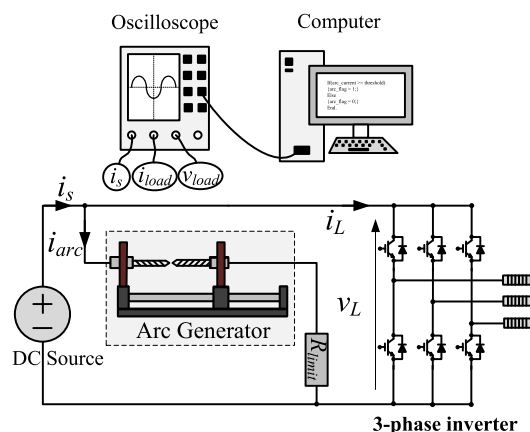 Oscilloscope
Computer
If(arc_current >= threshold)
{arc_flag = 1;}
Else
{arc_flag = 0;}
End.
i_s
i_load
v_load
i_s
i_L
i_arc
v_L
Arc Generator
DC Source
R_limit
3-phase inverter